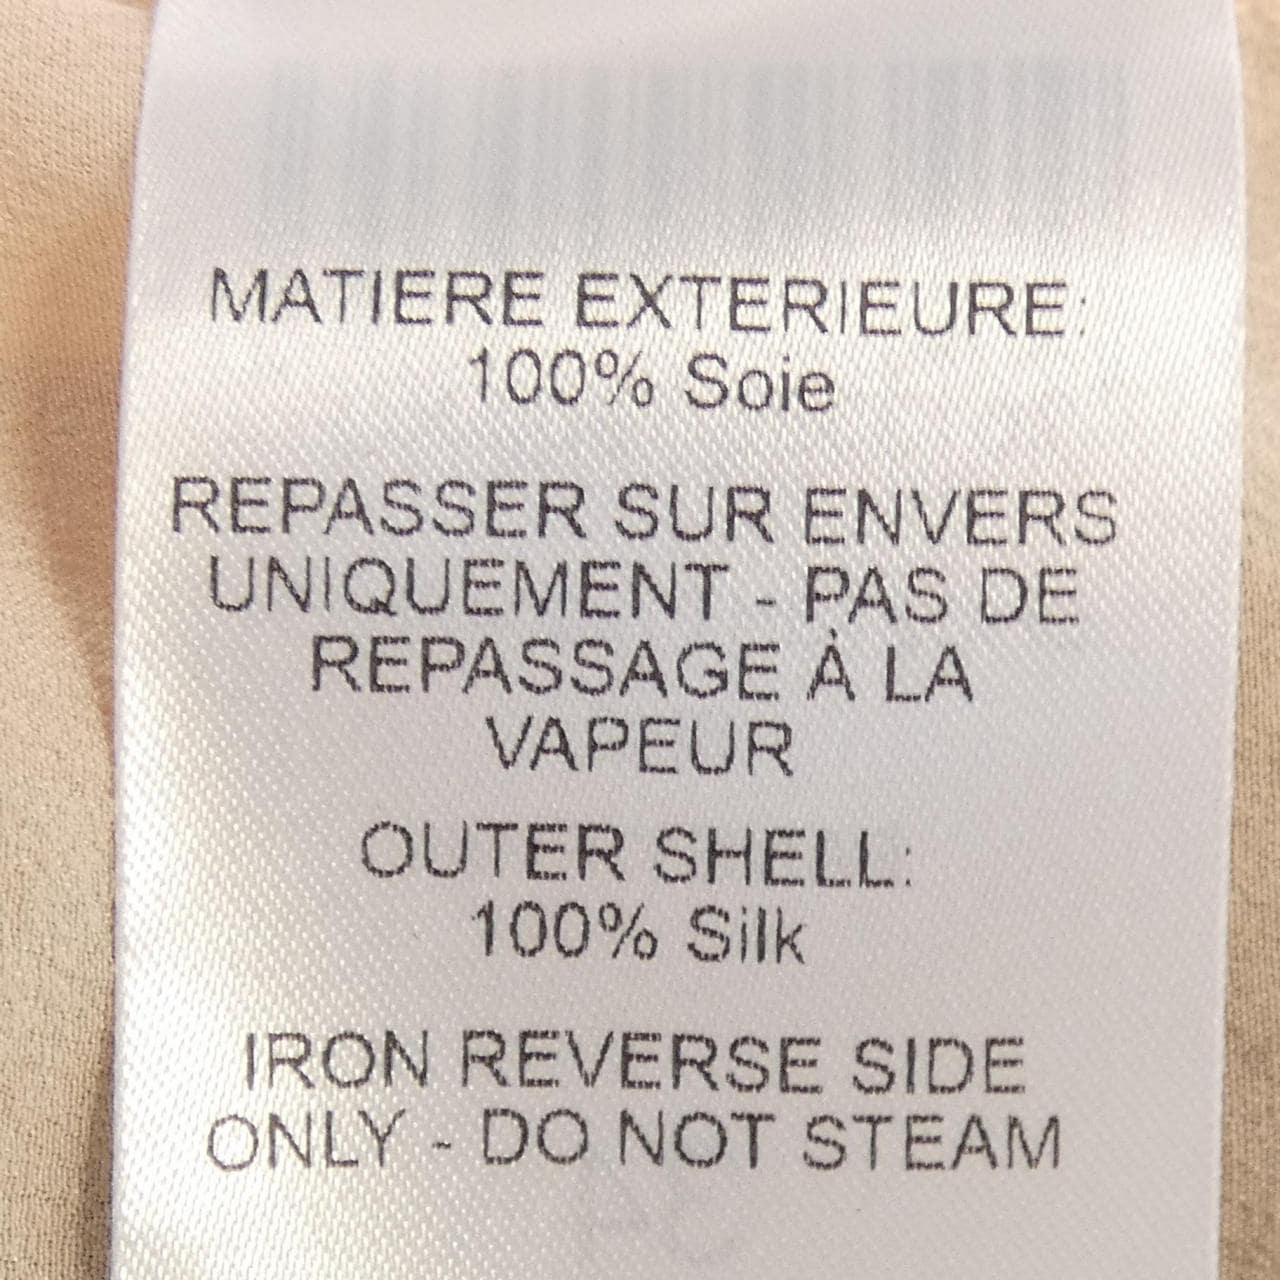 MATIERE EXTERIEURE:
100% Soie
REPASSER SUR ENVERS
UNIQUEMENT - PAS DE
REPASSAGE À LA
VAPEUR
OUTER SHELL:
100% Silk
IRON REVERSE SIDE
ONLY - DO NOT STEAM